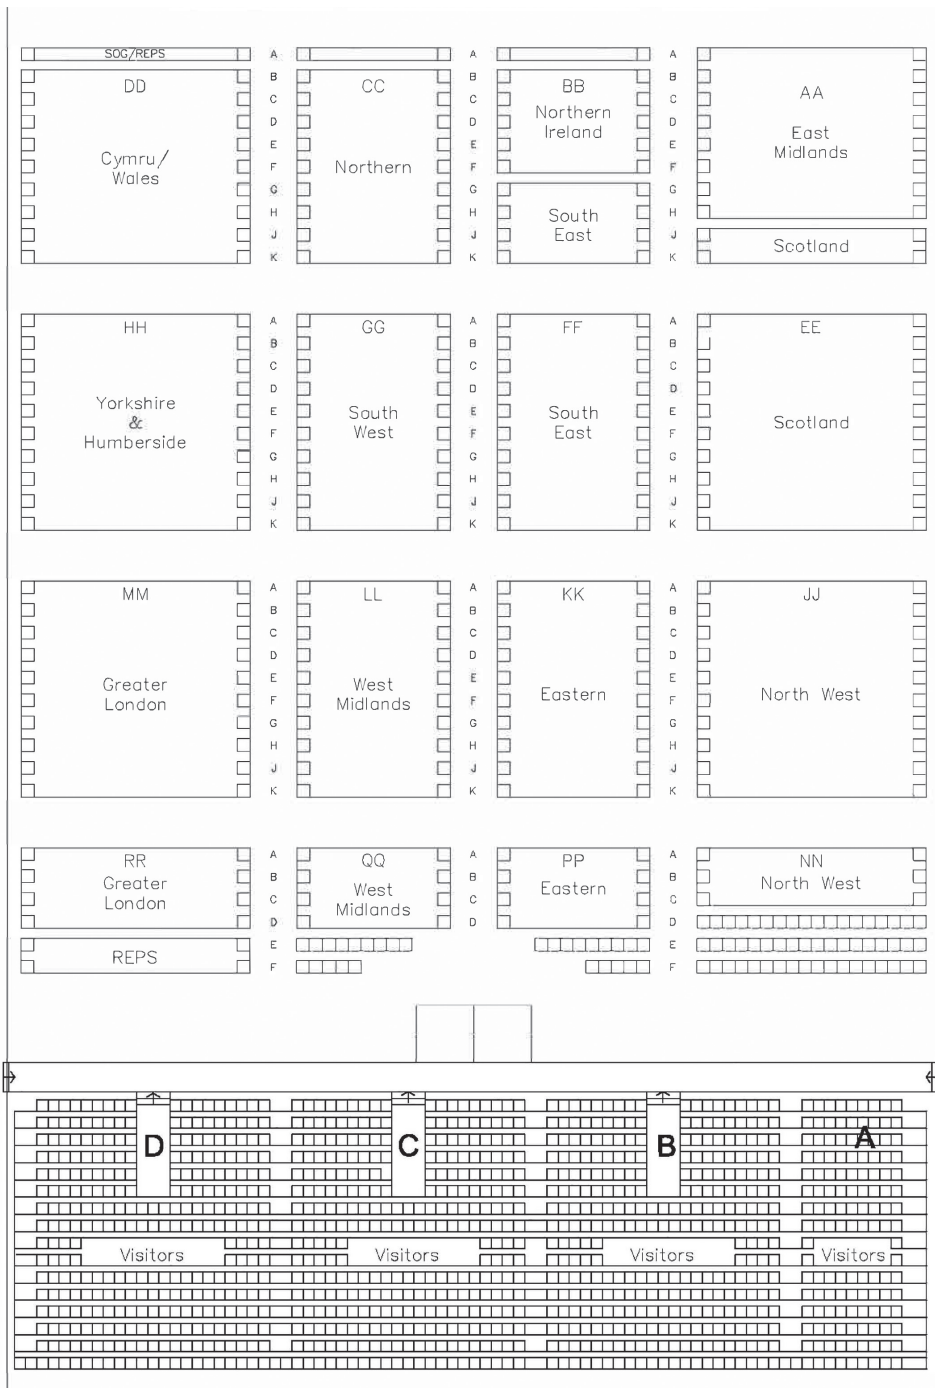 SOG/REPS A A A
DD B CC B BB B AA
C C Northern C
D D Ireland D East
Cymru/ E Northern E E Midlands
Wales F F F
G G G
H H South H
J J East J Scotland
K K K
HH A GG A FF A EE
B B B
C C C
Yorkshire D D D
& E South E South E Scotland
Humberside F West F East F
G G G
H H H
J J J
K K K
MM A LL A KK A JJ
B B B
C C C
D D D
Greater E West E E
London F Midlands F Eastern F North West
G G G
H H H
J J J
K K K
RR A QQ A PP A NN
Greater B West B Eastern B North West
London C Midlands C C
D D D
REPS E E
F F
D C B A
Visitors Visitors Visitors Visitors